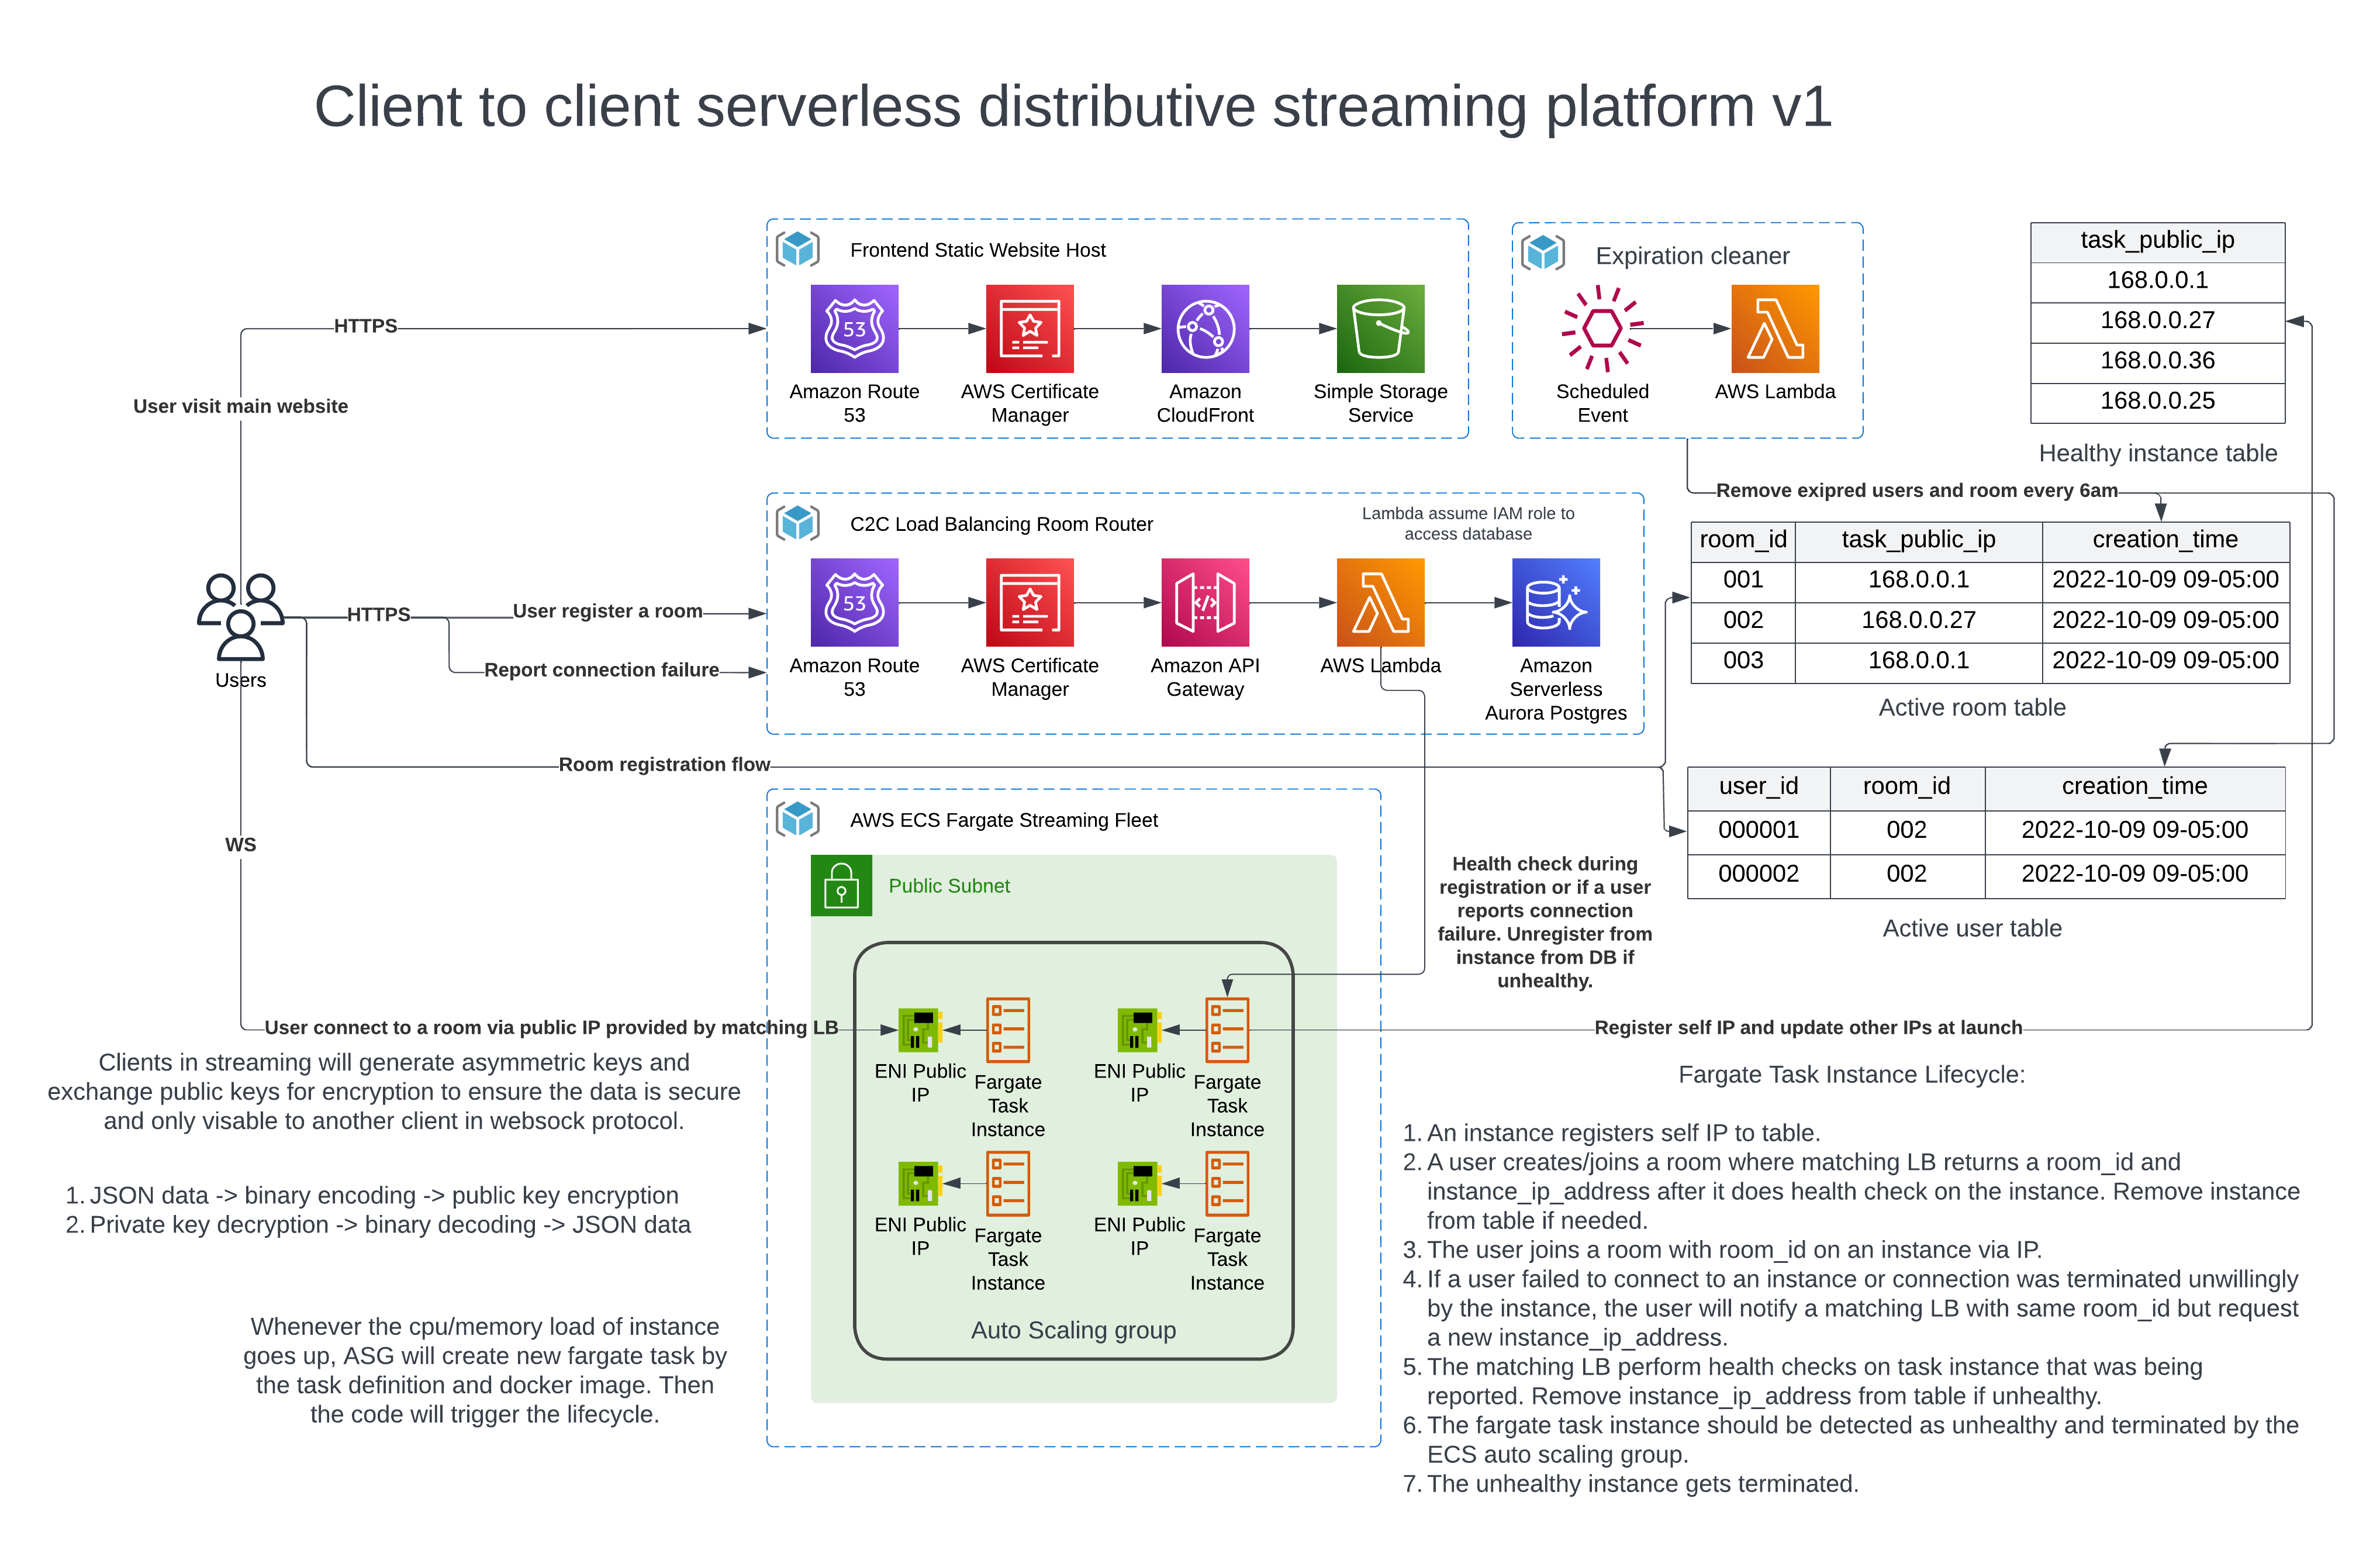 Client to client serverless distributive streaming platform v1
Frontend Static Website Host
Amazon Route
53
AWS Certificate
Manager
Amazon
CloudFront
Simple Storage
Service
Expiration cleaner
Scheduled
Event
AWS Lambda
task_public_ip
168.0.0.1
168.0.0.27
168.0.0.36
168.0.0.25
Healthy instance table
HTTPS
User visit main website
Remove exipred users and room every 6am
C2C Load Balancing Room Router
Lambda assume IAM role to
access database
Amazon Route
53
AWS Certificate
Manager
Amazon API
Gateway
AWS Lambda
Amazon
Serverless
Aurora Postgres
room_id task_public_ip creation_time
001 168.0.0.1 2022-10-09 09-05:00
002 168.0.0.27 2022-10-09 09-05:00
003 168.0.0.1 2022-10-09 09-05:00
Active room table
Users
HTTPS
User register a room
Report connection failure
Room registration flow
user_id room_id creation_time
000001 002 2022-10-09 09-05:00
000002 002 2022-10-09 09-05:00
Active user table
WS
AWS ECS Fargate Streaming Fleet
Public Subnet
Health check during
registration or if a user
reports connection
failure. Unregister from
instance from DB if
unhealthy.
User connect to a room via public IP provided by matching LB
Register self IP and update other IPs at launch
ENI Public
IP
Fargate
Task
Instance
ENI Public
IP
Fargate
Task
Instance
ENI Public
IP
Fargate
Task
Instance
ENI Public
IP
Fargate
Task
Instance
Auto Scaling group
Clients in streaming will generate asymmetric keys and
exchange public keys for encryption to ensure the data is secure
and only visable to another client in websock protocol.
1. JSON data -> binary encoding -> public key encryption
2. Private key decryption -> binary decoding -> JSON data
Whenever the cpu/memory load of instance
goes up, ASG will create new fargate task by
the task definition and docker image. Then
the code will trigger the lifecycle.
Fargate Task Instance Lifecycle:
1. An instance registers self IP to table.
2. A user creates/joins a room where matching LB returns a room_id and
instance_ip_address after it does health check on the instance. Remove instance
from table if needed.
3. The user joins a room with room_id on an instance via IP.
4. If a user failed to connect to an instance or connection was terminated unwillingly
by the instance, the user will notify a matching LB with same room_id but request
a new instance_ip_address.
5. The matching LB perform health checks on task instance that was being
reported. Remove instance_ip_address from table if unhealthy.
6. The fargate task instance should be detected as unhealthy and terminated by the
ECS auto scaling group.
7. The unhealthy instance gets terminated.